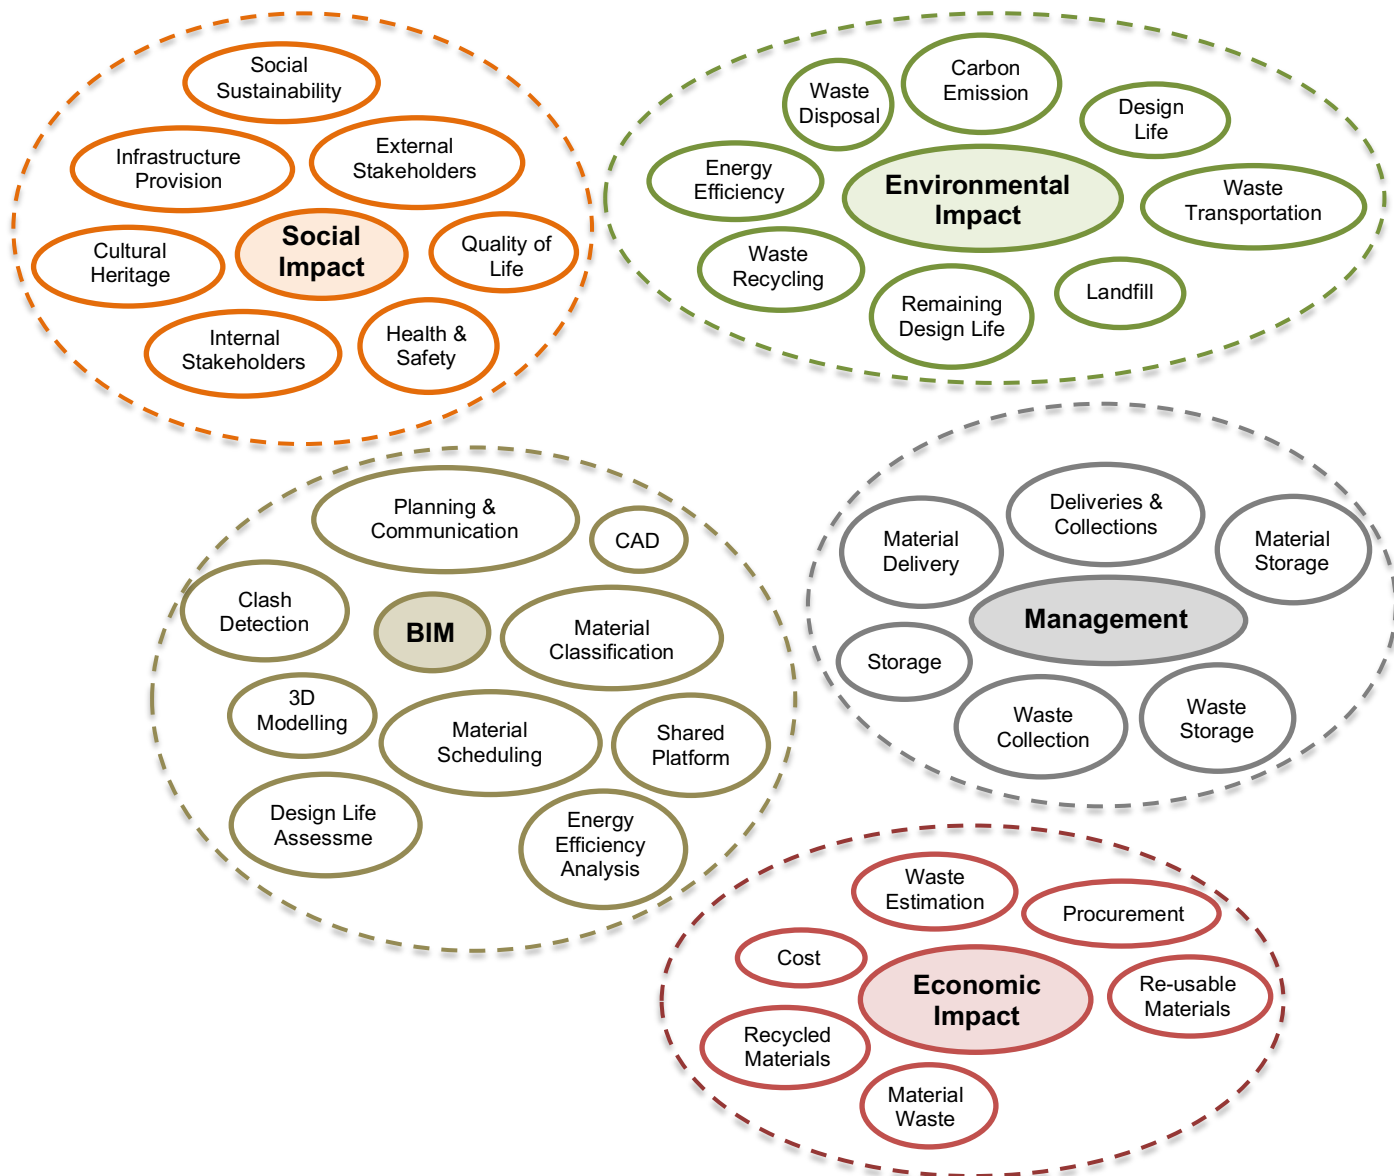 Social
Sustainability
Infrastructure
Provision
External
Stakeholders
Social
Impact
Cultural
Heritage
Quality of
Life
Internal
Stakeholders
Health &
Safety
Carbon
Emission
Waste
Disposal
Design
Life
Energy
Efficiency
Environmental
Impact
Waste
Transportation
Waste
Recycling
Remaining
Design Life
Landfill
Planning &
Communication
CAD
Clash
Detection
BIM
Material
Classification
3D
Modelling
Material
Scheduling
Shared
Platform
Design Life
Assessme
Energy
Efficiency
Analysis
Deliveries &
Collections
Material
Delivery
Material
Storage
Management
Storage
Waste
Collection
Waste
Storage
Waste
Estimation
Procurement
Cost
Economic
Impact
Re-usable
Materials
Recycled
Materials
Material
Waste